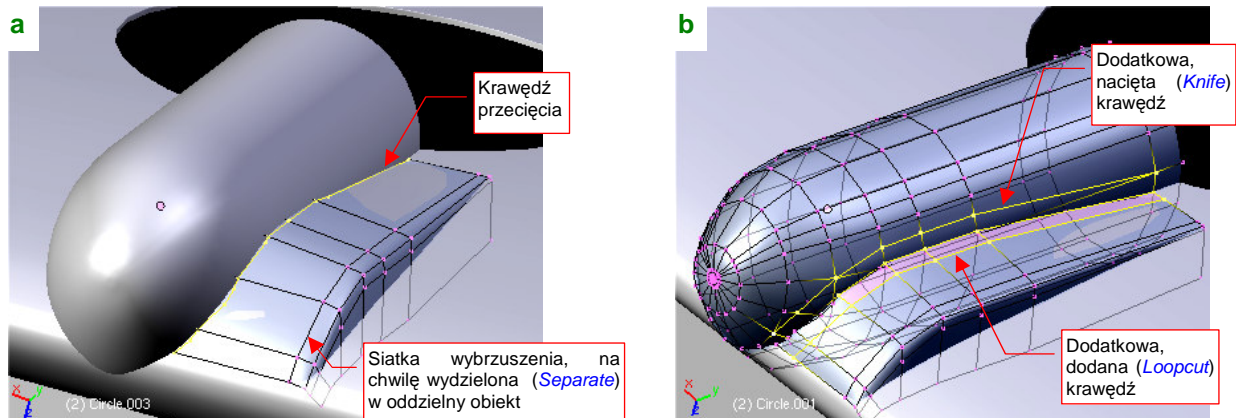 a
Krawędź
przecięcia
Siatka wybrzuszenia, na
chwilę wydzielona (Separate)
w oddzielny obiekt
x
y
z
(2) Circle.003
b
Dodatkowa,
nacięta (Knife)
krawędź
Dodatkowa,
dodana (Loopcut)
krawędź
x
y
z
(2) Circle.001